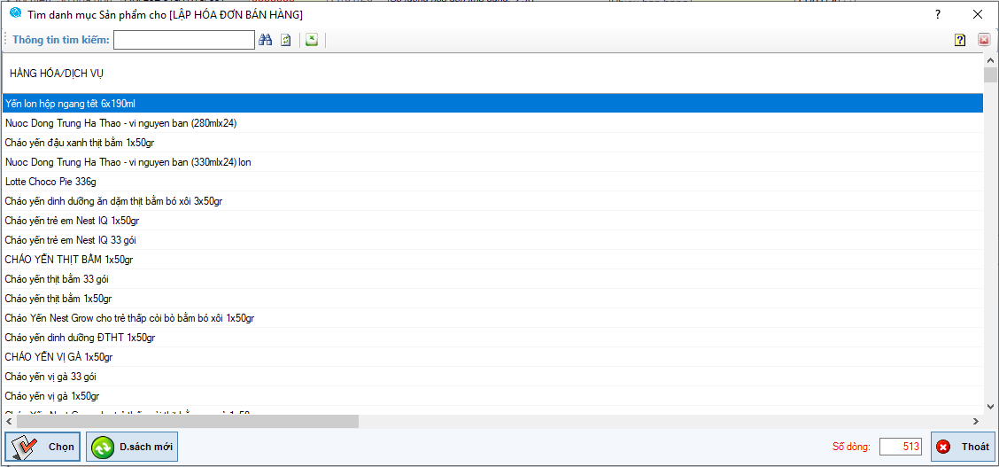 Tìm danh mục Sản phẩm cho [LẬP HÓA ĐƠN BÁN HÀNG]
?
Thông tin tìm kiếm:
?
HÀNG HÓA/DỊCH VỤ
Yến lon hộp ngang tết 6x190ml
Nuoc Dong Trung Ha Thao - vi nguyen ban (280mlx24)
Cháo yến đậu xanh thịt bằm 1x50gr
Nuoc Dong Trung Ha Thao - vi nguyen ban (330mlx24) lon
Lotte Choco Pie 336g
Cháo yến dinh dưỡng ăn dặm thịt bằm bó xôi 3x50gr
Cháo yến trẻ em Nest IQ 1x50gr
Cháo yến trẻ em Nest IQ 33 gói
CHÁO YẾN THỊT BẰM 1x50gr
Cháo yến thịt bằm 33 gói
Cháo yến thịt bằm 1x50gr
Cháo Yến Nest Grow cho trẻ thấp còi bò bằm bó xôi 1x50gr
Cháo yến dinh dưỡng ĐTHT 1x50gr
CHÁO YẾN VỊ GÀ 1x50gr
Cháo yến vị gà 33 gói
Cháo yến vị gà 1x50gr
Chọn
D.sách mới
Số dòng:
513
Thoát